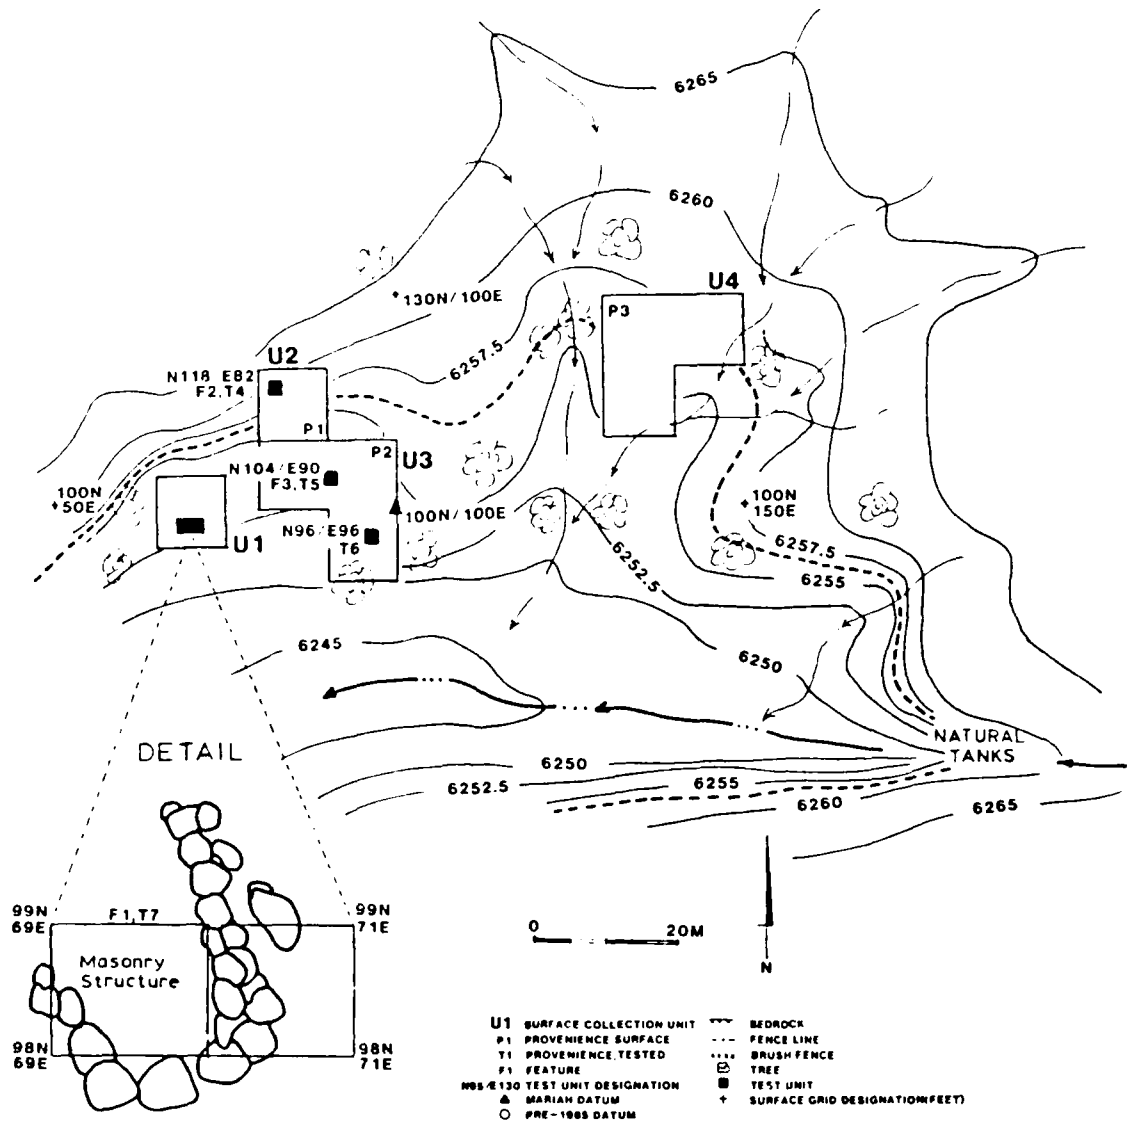 6265
6260
U4
+130N/100E
P3
6257.5
U2
N118 E82
F2,T4
P1
P2
U3
N104/E90
F3,T5
100N
+50E
100N/100E
+100N
150E
N96/E96
T6
U1
6257.5
6252.5
6255
6245
6250
NATURAL
TANKS
DETAIL
6250
6252.5
6255
6260
6265
99N
69E
F1,T7
99N
71E
0 20M
Masonry
Structure
N
98N
69E
98N
71E
U1 SURFACE COLLECTION UNIT
P1 PROVENIENCE SURFACE
T1 PROVENIENCE, TESTED
F1 FEATURE
N95/E130 TEST UNIT DESIGNATION
MARIAH DATUM
PRE-1985 DATUM
BEDROCK
FENCE LINE
BRUSH FENCE
TREE
TEST UNIT
+ SURFACE GRID DESIGNATION(FEET)